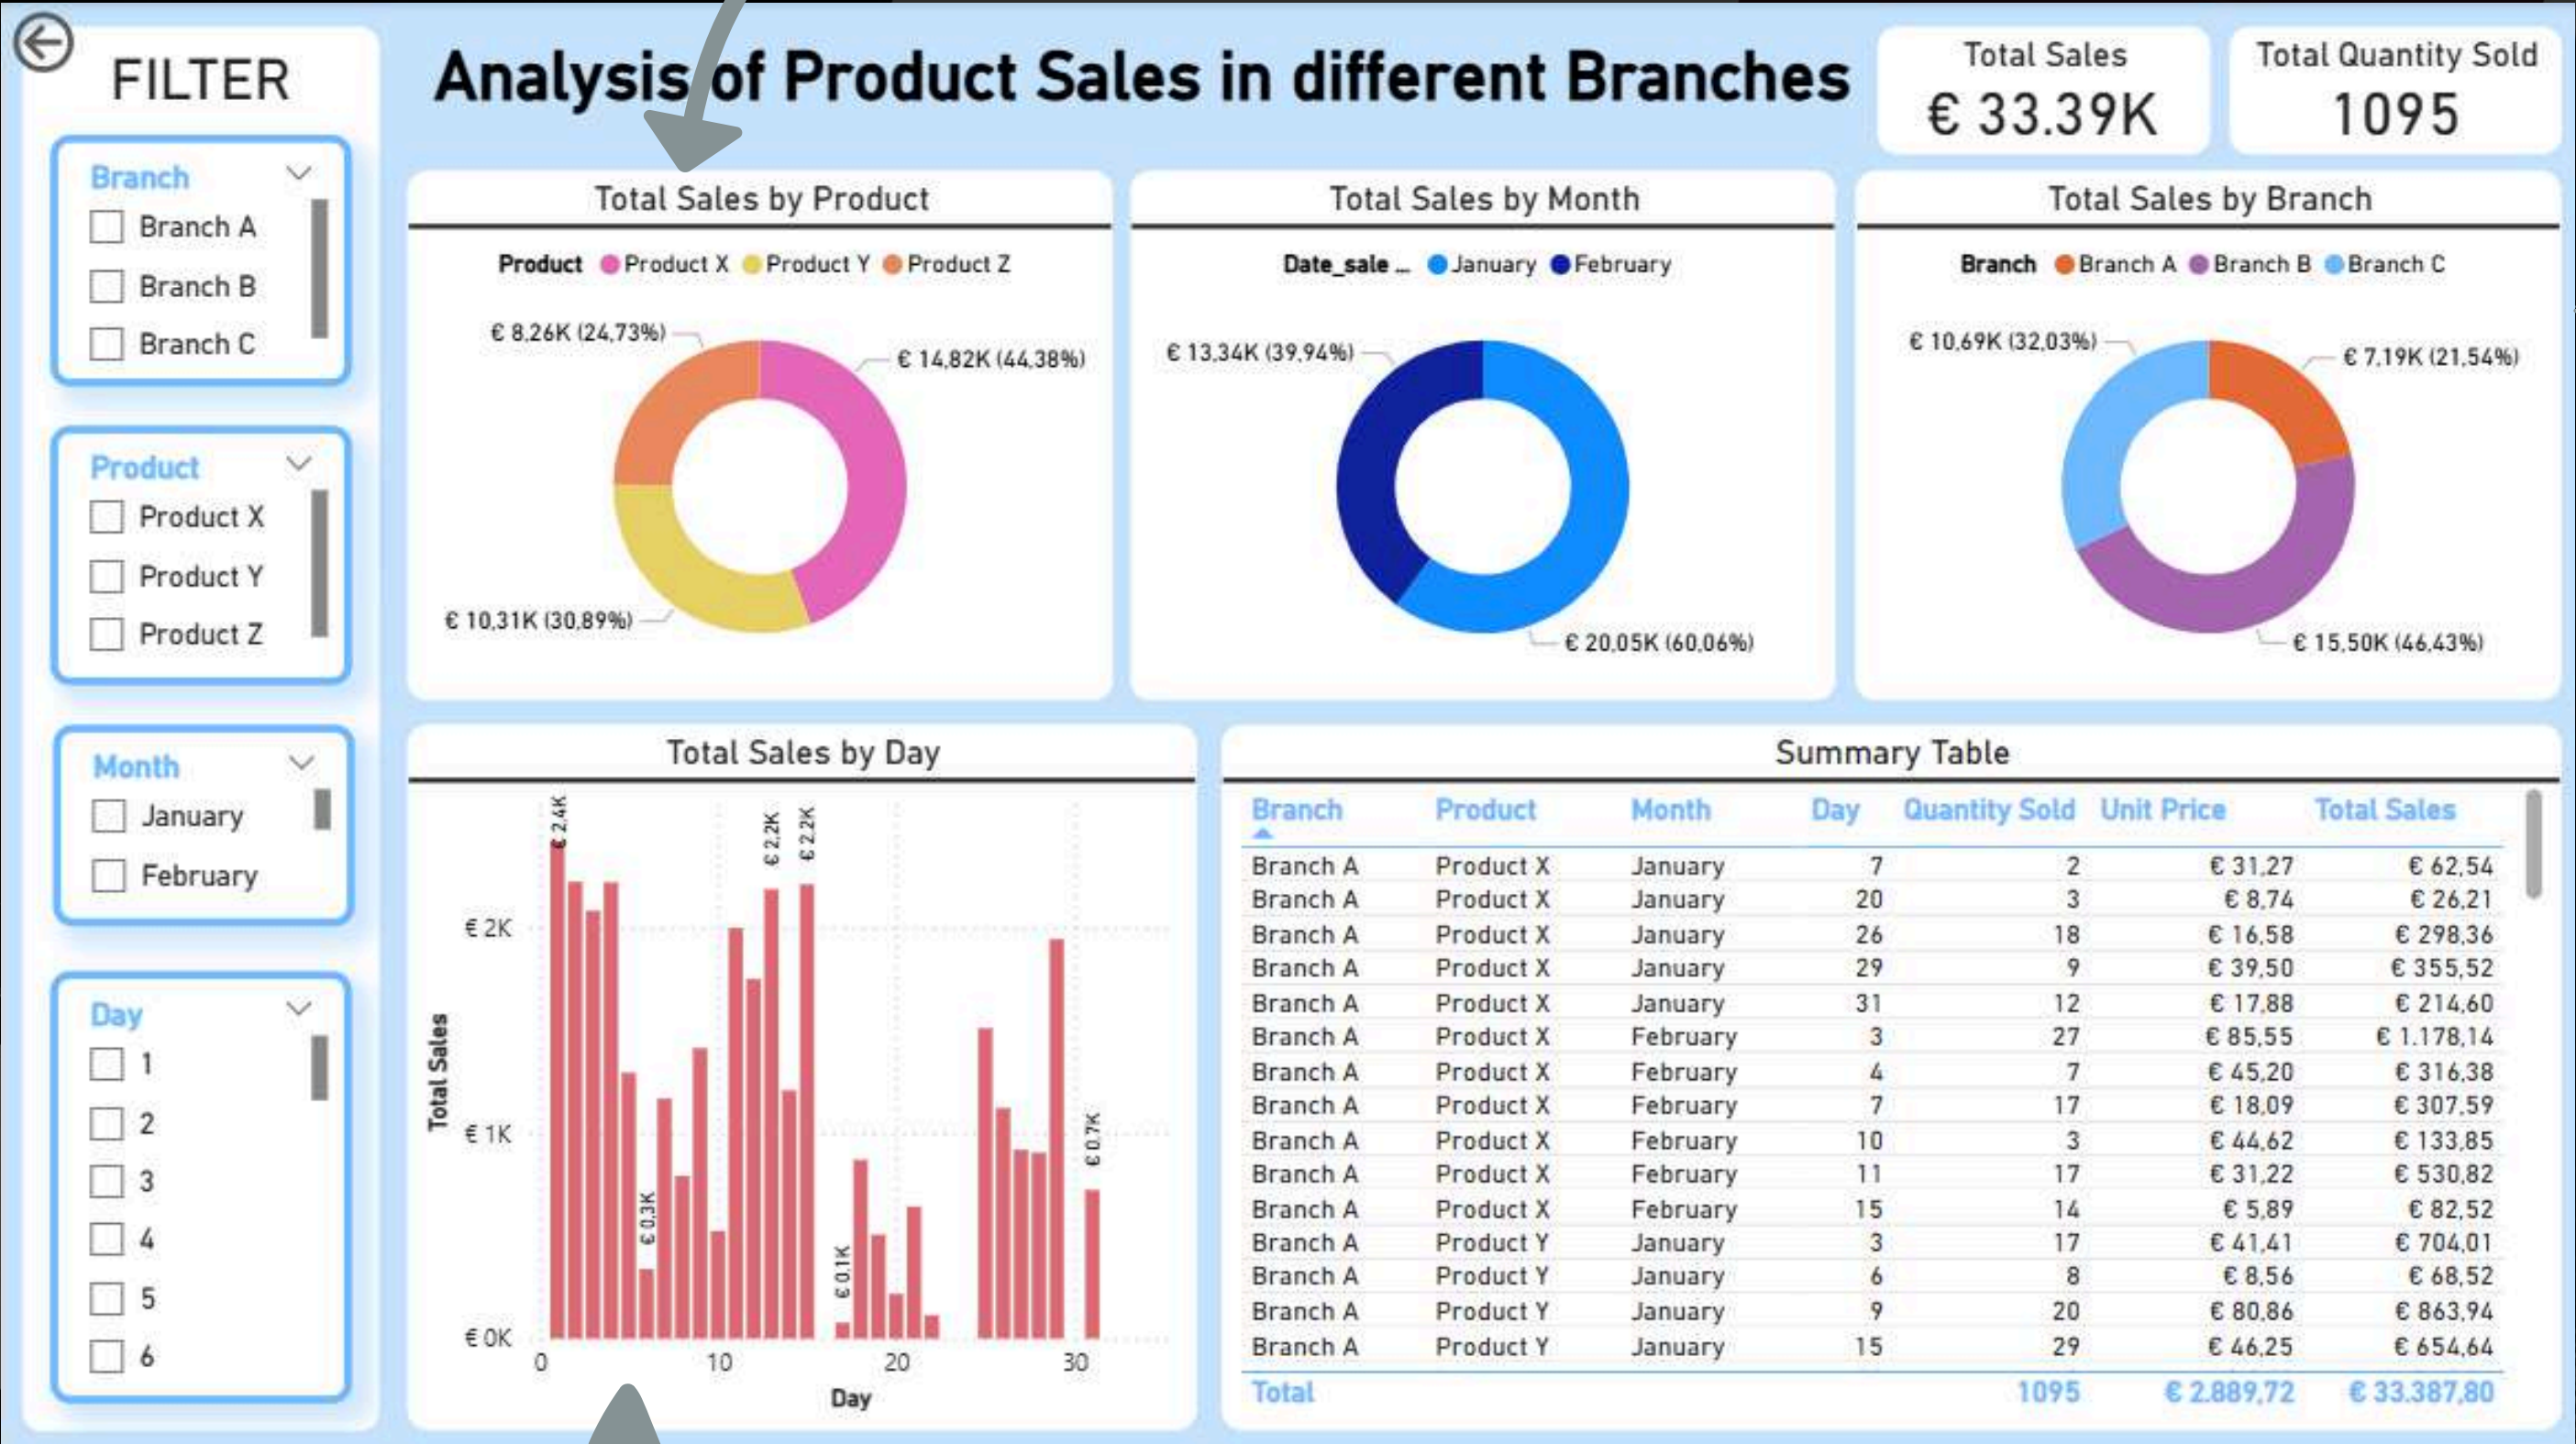 FILTER
Analysis of Product Sales in different Branches
Total Sales
€ 33.39K
Total Quantity Sold
1095
Branch
Branch A
Branch B
Branch C
Product
Product X
Product Y
Product Z
Month
January
February
Day
1
2
3
4
5
6
Total Sales by Product
Product Product X Product Y Product Z
€ 8,26K (24,73%)
€ 14,82K (44,38%)
€ 10,31K (30,89%)
Total Sales by Month
Date_sale ... January February
€ 13,34K (39,94%)
€ 20,05K (60,06%)
Total Sales by Branch
Branch Branch A Branch B Branch C
€ 10,69K (32,03%)
€ 7,19K (21,54%)
€ 15,50K (46,43%)
Total Sales by Day
Total Sales
€ 2K
€ 1K
€ 0K
€ 2,4K
€ 0,3K
€ 2,2K
€ 2,2K
€ 0,1K
€ 0,7K
0 10 20 30
Day
Summary Table
Branch Product Month Day Quantity Sold Unit Price Total Sales
Branch A Product X January 7 2 € 31,27 € 62,54
Branch A Product X January 20 3 € 8,74 € 26,21
Branch A Product X January 26 18 € 16,58 € 298,36
Branch A Product X January 29 9 € 39,50 € 355,52
Branch A Product X January 31 12 € 17,88 € 214,60
Branch A Product X February 3 27 € 85,55 € 1.178,14
Branch A Product X February 4 7 € 45,20 € 316,38
Branch A Product X February 7 17 € 18,09 € 307,59
Branch A Product X February 10 3 € 44,62 € 133,85
Branch A Product X February 11 17 € 31,22 € 530,82
Branch A Product X February 15 14 € 5,89 € 82,52
Branch A Product Y January 3 17 € 41,41 € 704,01
Branch A Product Y January 6 8 € 8,56 € 68,52
Branch A Product Y January 9 20 € 80,86 € 863,94
Branch A Product Y January 15 29 € 46,25 € 654,64
Total 1095 € 2.889,72 € 33.387,80